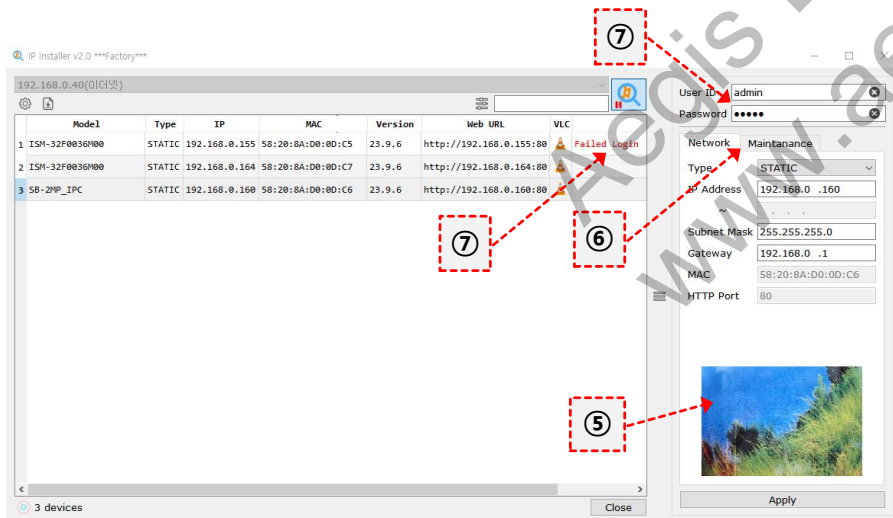 ⑦
IP Installer v2.0 ***Factory***
192.168.0.40(이더넷)
User ID admin
Password •••••
Model Type IP MAC Version Web URL VLC
1 ISM-32F0036M00 STATIC 192.168.0.155 58:20:8A:D0:0D:C5 23.9.6 http://192.168.0.155:80 Failed Login
2 ISM-32F0036M00 STATIC 192.168.0.164 58:20:8A:D0:0D:C7 23.9.6 http://192.168.0.164:80
3 SB-2MP_IPC STATIC 192.168.0.160 58:20:8A:D0:0D:C6 23.9.6 http://192.168.0.160:80
Network Maintanance
Type STATIC
IP Address 192.168.0 .160
~ . . .
Subnet Mask 255.255.255.0
Gateway 192.168.0 .1
MAC 58:20:8A:D0:0D:C6
HTTP Port 80
⑦
⑥
⑤
3 devices
Close
Apply
Aegis
www.ae